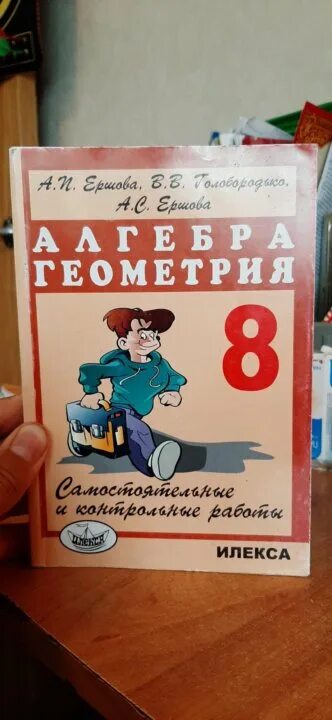 А.П. Ершова, В.В. Голобородько,
А.С. Ершова
АЛГЕБРА
ГЕОМЕТРИЯ
8
Самостоятельные
и контрольные работы
ИЛЕКСА
ИЛЕКСА